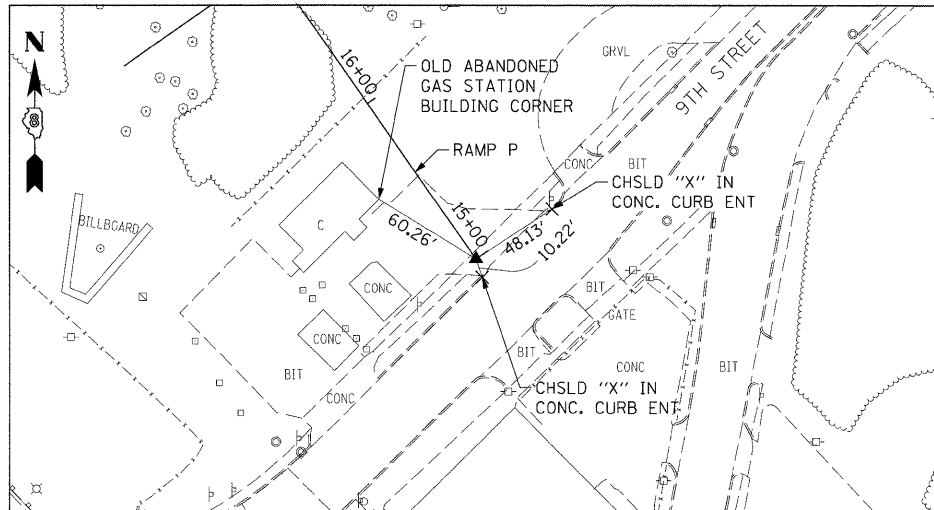 N
8
16+00
OLD ABANDONED
GAS STATION
BUILDING CORNER
GRVL
9TH STREET
RAMP P
CONC
BIT
CHSLD "X" IN
CONC. CURB ENT
BILLBOARD
C
60.26'
15+00
48.13'
10.22'
CONC
CONC
BIT
GATE
BIT
CONC
BIT
BIT
CONC
CHSLD "X" IN
CONC. CURB ENT